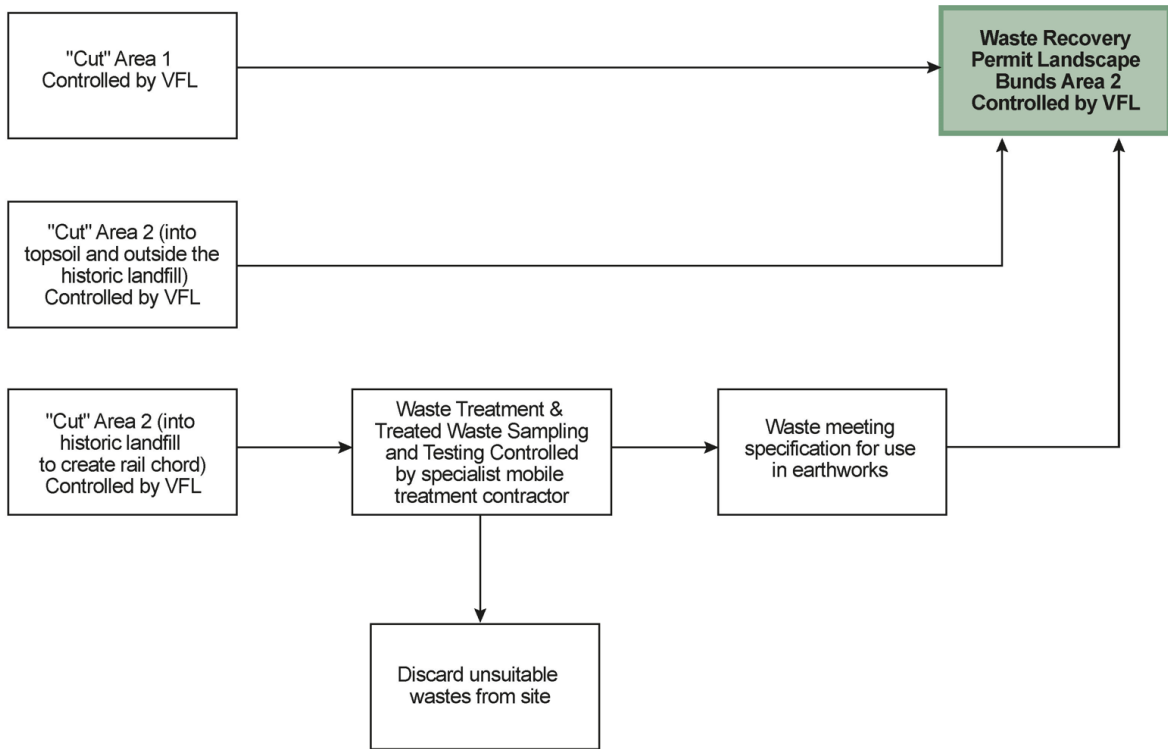 "Cut" Area 1
Controlled by VFL
Waste Recovery
Permit Landscape
Bunds Area 2
Controlled by VFL
"Cut" Area 2 (into
topsoil and outside the
historic landfill)
Controlled by VFL
"Cut" Area 2 (into
historic landfill
to create rail chord)
Controlled by VFL
Waste Treatment &
Treated Waste Sampling
and Testing Controlled
by specialist mobile
treatment contractor
Waste meeting
specification for use
in earthworks
Discard unsuitable
wastes from site